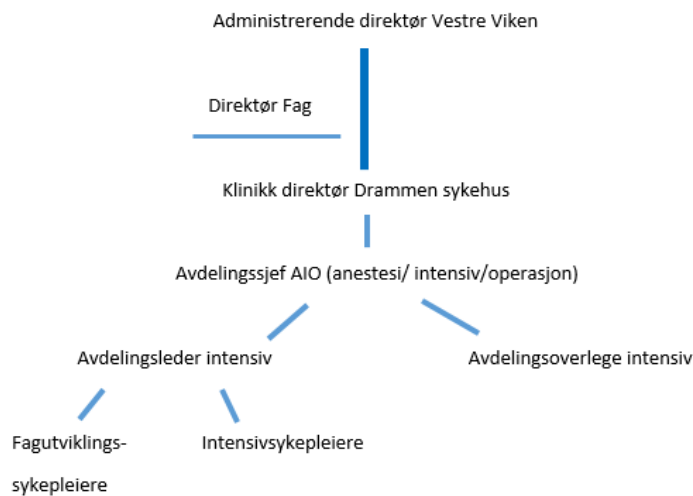 Administrerende direktør Vestre Viken
Direktør Fag
Klinikk direktør Drammen sykehus
Avdelingssjef AIO (anestesi/ intensiv/operasjon)
Avdelingsleder intensiv
Avdelingsoverlege intensiv
Fagutviklings-
sykepleiere
Intensivsykepleiere